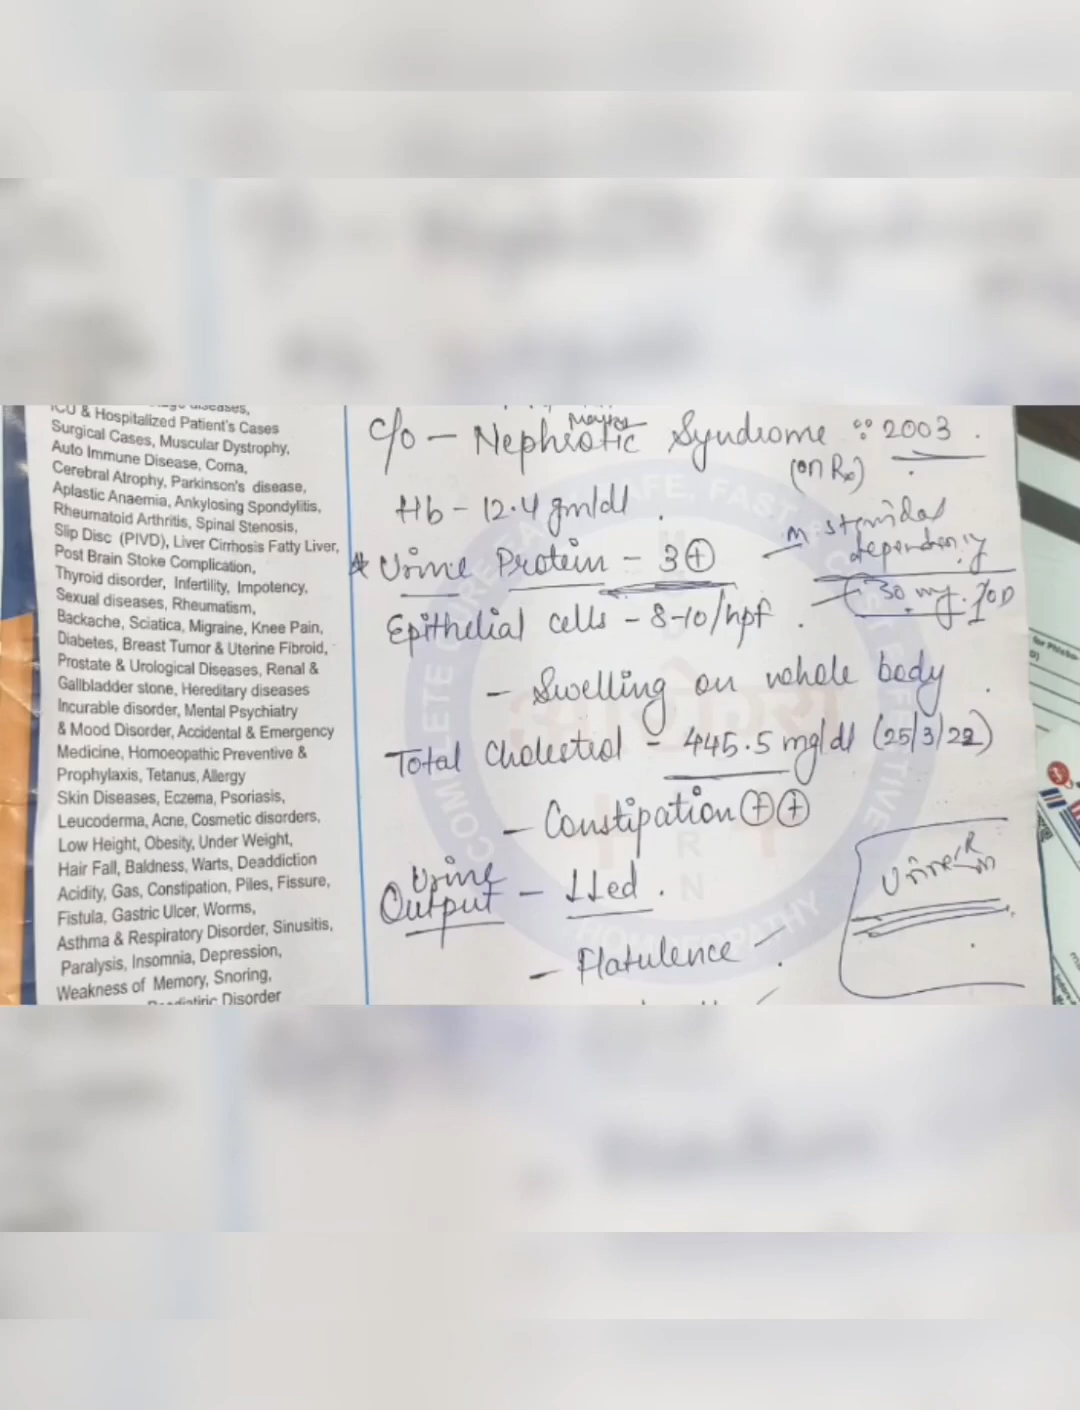 ICU & Hospitalized Patient's Cases
Surgical Cases, Muscular Dystrophy,
Auto Immune Disease, Coma,
Cerebral Atrophy, Parkinson's disease,
Aplastic Anaemia, Ankylosing Spondylitis,
Rheumatoid Arthritis, Spinal Stenosis,
Slip Disc (PIVD), Liver Cirrhosis Fatty Liver,
Post Brain Stoke Complication,
Thyroid disorder, Infertility, Impotency,
Sexual diseases, Rheumatism,
Backache, Sciatica, Migraine, Knee Pain,
Diabetes, Breast Tumor & Uterine Fibroid,
Prostate & Urological Diseases, Renal &
Gallbladder stone, Hereditary diseases
Incurable disorder, Mental Psychiatry
& Mood Disorder, Accidental & Emergency
Medicine, Homoeopathic Preventive &
Prophylaxis, Tetanus, Allergy
Skin Diseases, Eczema, Psoriasis,
Leucoderma, Acne, Cosmetic disorders,
Low Height, Obesity, Under Weight,
Hair Fall, Baldness, Warts, Deaddiction
Acidity, Gas, Constipation, Piles, Fissure,
Fistula, Gastric Ulcer, Worms,
Asthma & Respiratory Disorder, Sinusitis,
Paralysis, Insomnia, Depression,
Weakness of Memory, Snoring,
Disorder
c/o - Nephrotic Syndrome :: 2003.
(on Rx)
Hb - 12.4 gm/dl.
Urine Protein - 3+
dependency
30 mg. OD
Epithelial cells - 8-10/hpf.
- Swelling on whole body.
Total Cholestrol - 445.5 mg/dl (25/3/22)
- Constipation ++
Urine
Output - ↓↓ed.
- Flatulence
Urine R/m